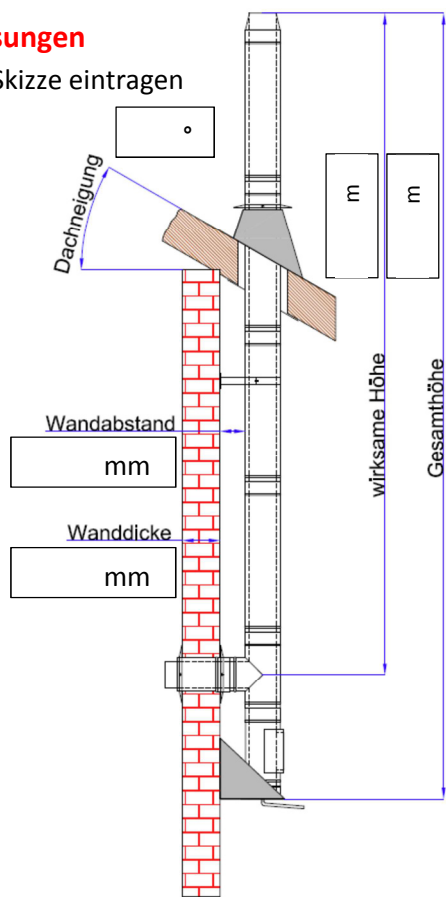 sungen
Skizze eintragen
°
Dachneigung
m
m
Wandabstand
mm
Wanddicke
mm
wirksame Höhe
Gesamthöhe